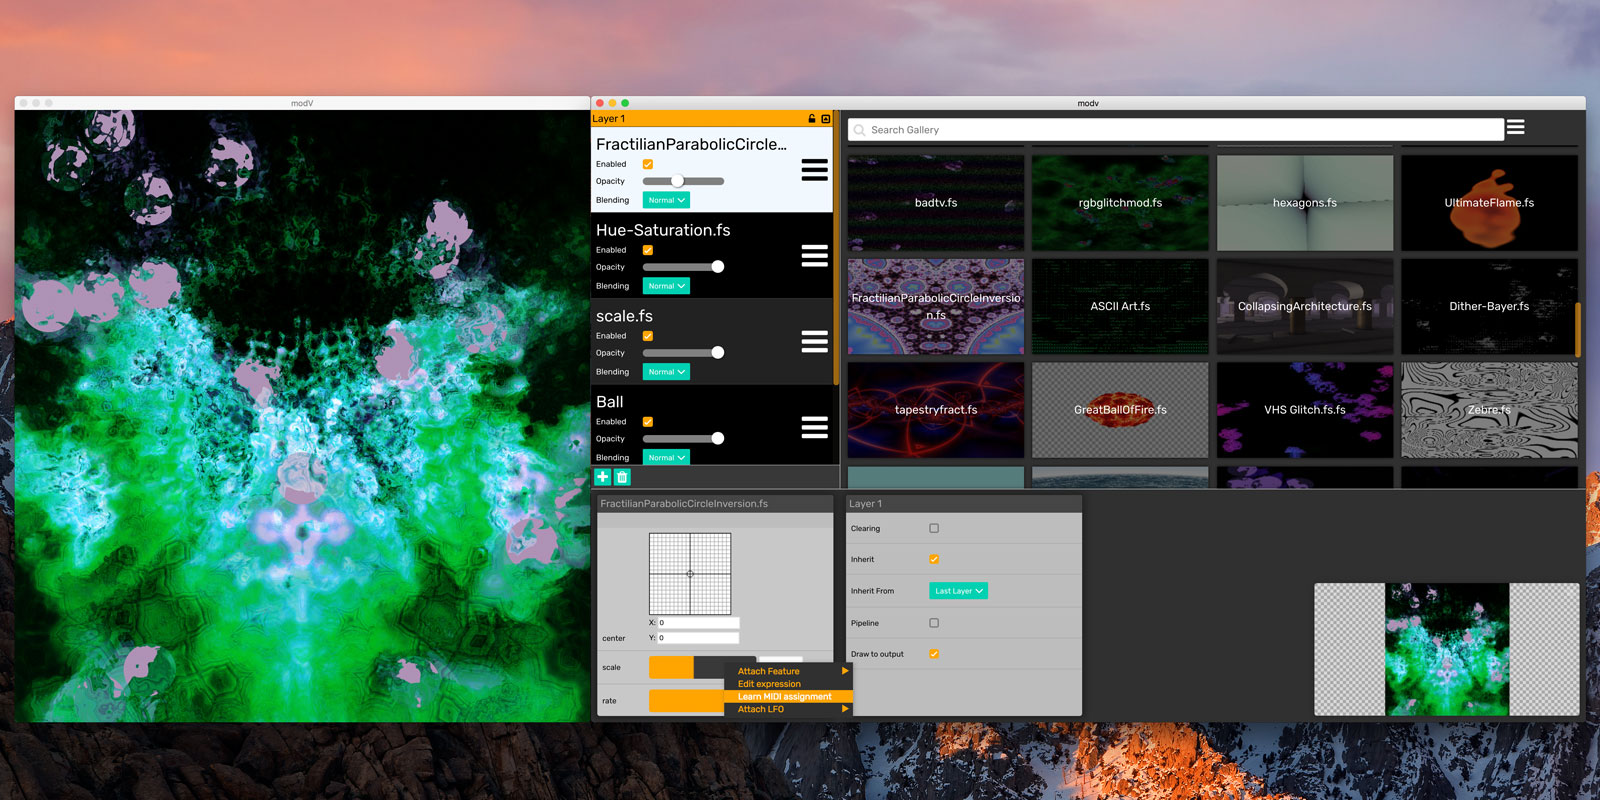 modV
modv
Layer 1
FractilianParabolicCircle...
Enabled
Opacity
Blending
Normal
Hue-Saturation.fs
Enabled
Opacity
Blending
Normal
scale.fs
Enabled
Opacity
Blending
Normal
Ball
Enabled
Opacity
Blending
Normal
Search Gallery
badtv.fs
rgbglitchmod.fs
hexagons.fs
UltimateFlame.fs
FractilianParabolicCircleInversio
n.fs
ASCII Art.fs
CollapsingArchitecture.fs
Dither-Bayer.fs
tapestryfract.fs
GreatBallOfFire.fs
VHS Glitch.fs.fs
Zebre.fs
FractilianParabolicCircleInversion.fs
X: 0
center
Y: 0
scale
rate
Attach Feature
Edit expression
Learn MIDI assignment
Attach LFO
Layer 1
Clearing
Inherit
Inherit From
Last Layer
Pipeline
Draw to output